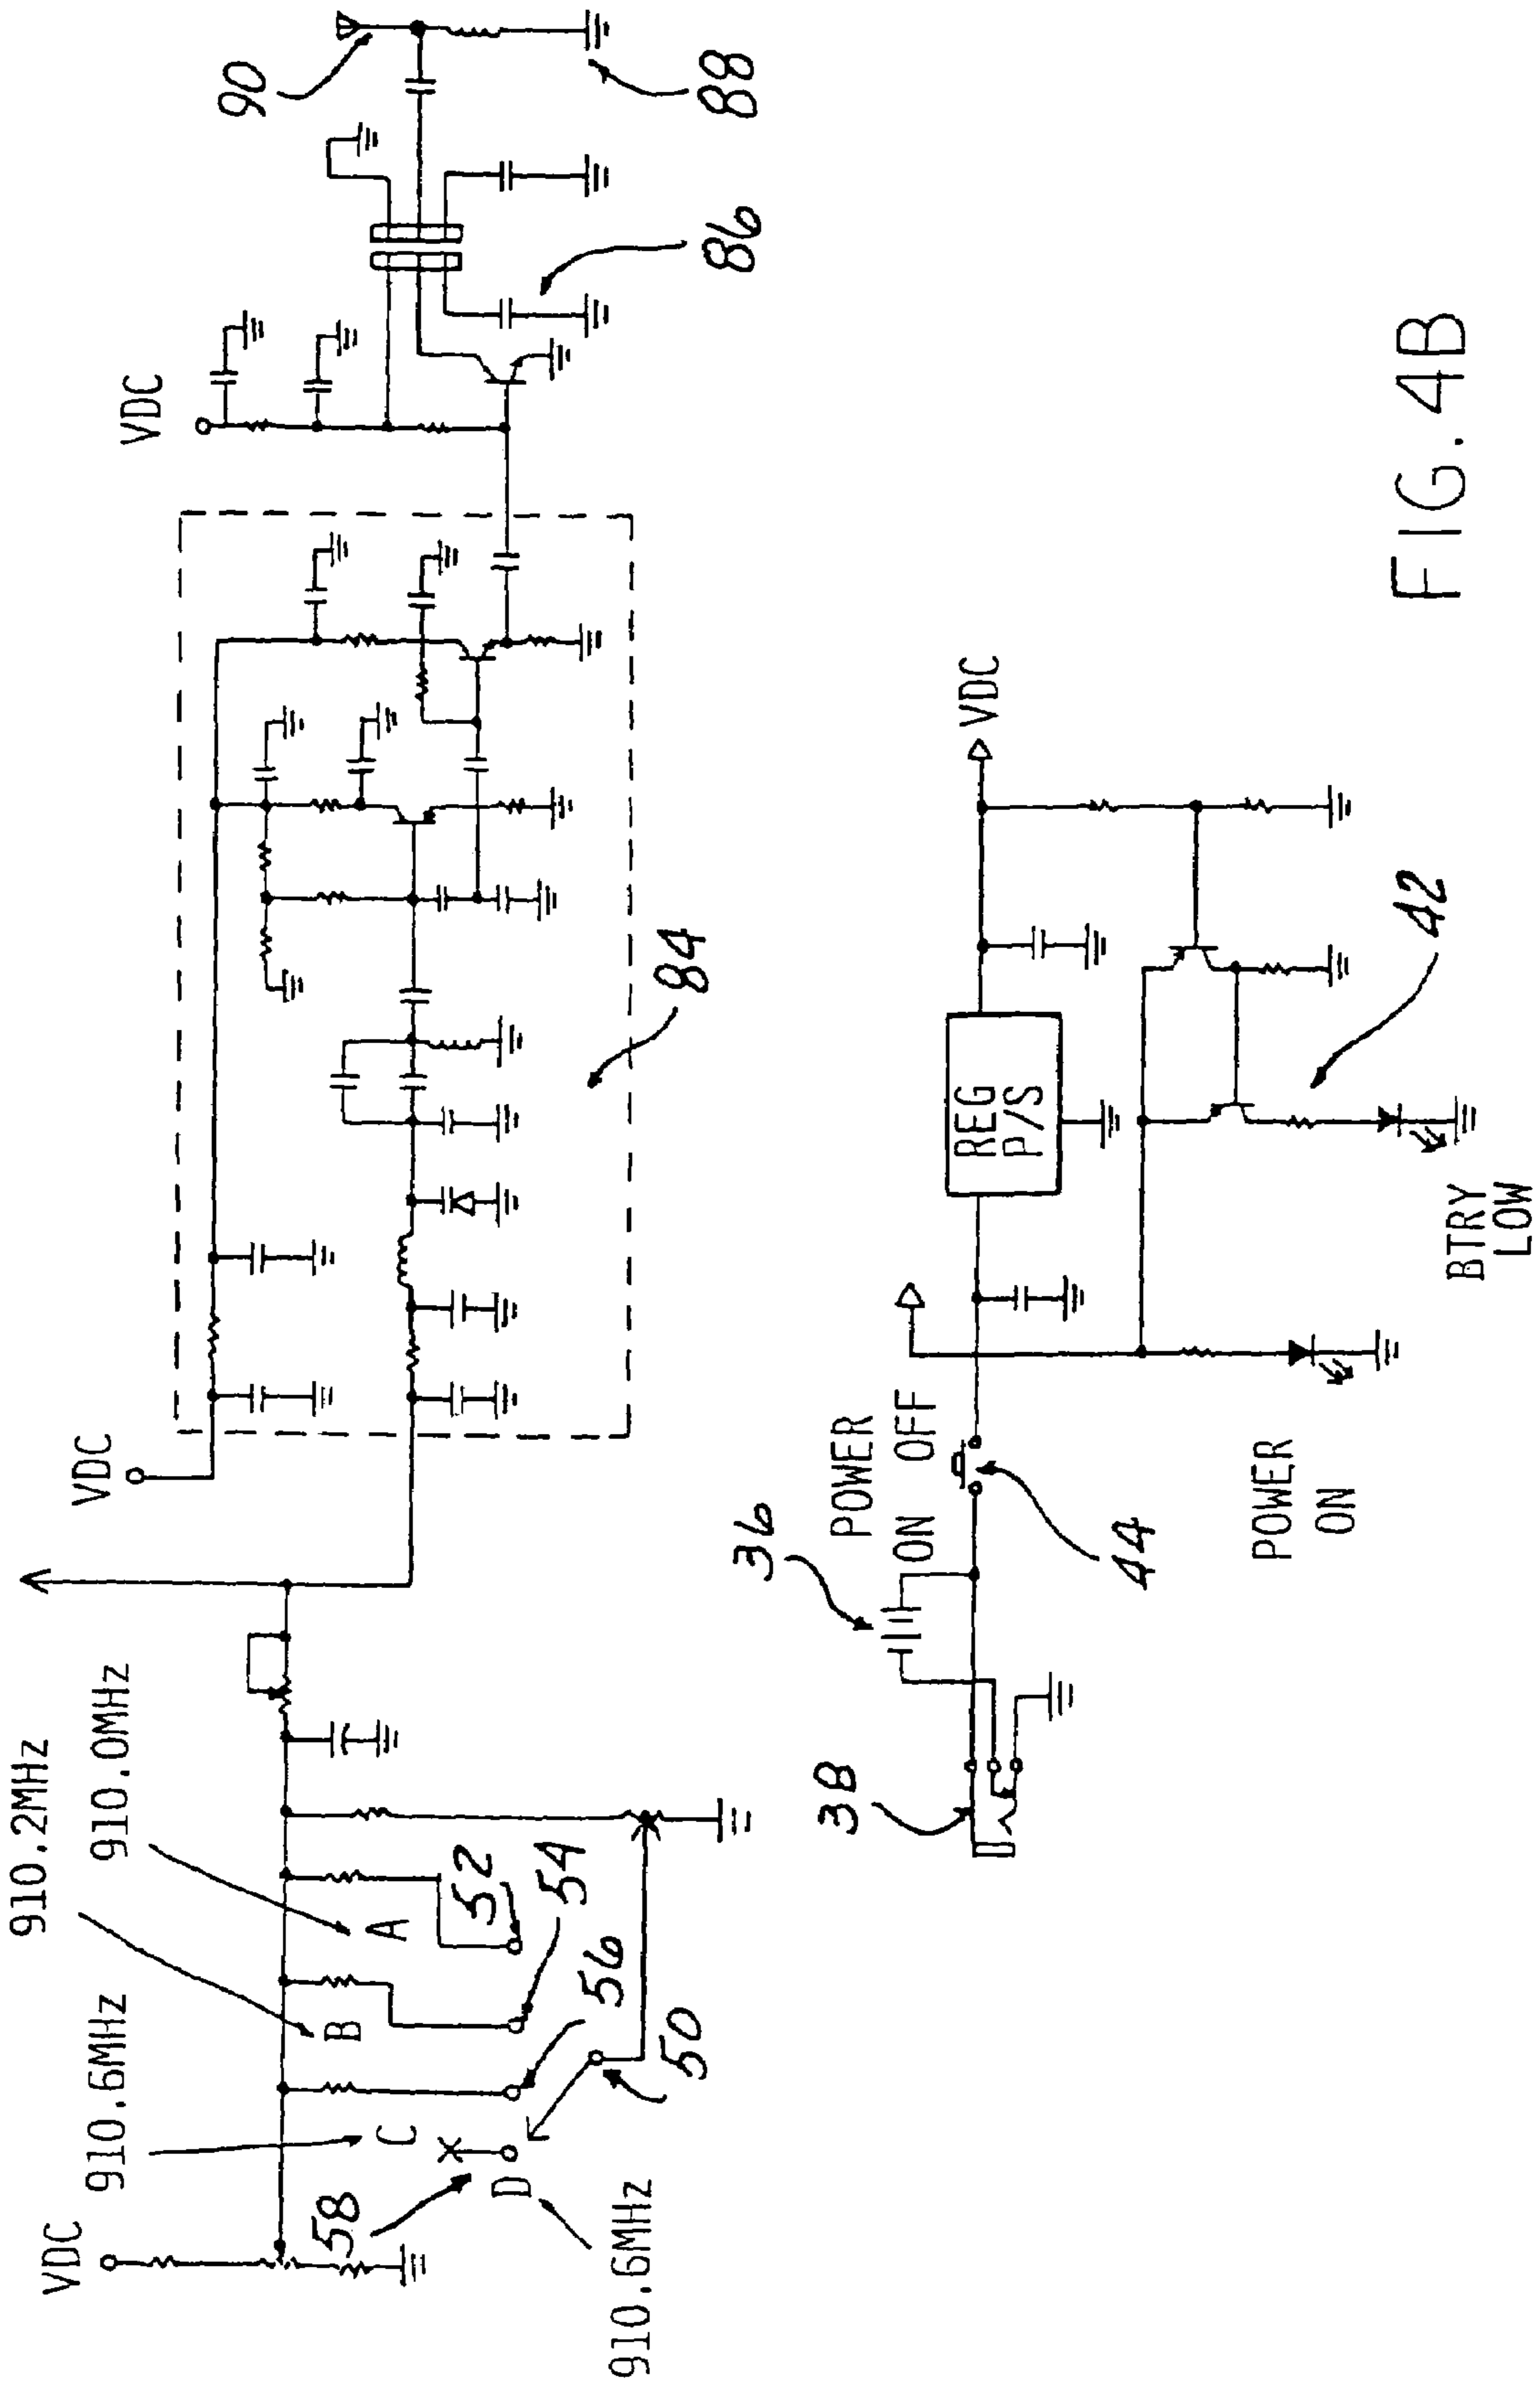 VDC
910.6MHz
910.2MHz
910.0MHz
VDC
VDC
90
58
C
B
A
D
56
54
52
50
910.6MHz
84
86
88
38
36
POWER
ON OFF
44
REG
P/S
VDC
POWER
ON
BTRY
LOW
42
FIG. 4B